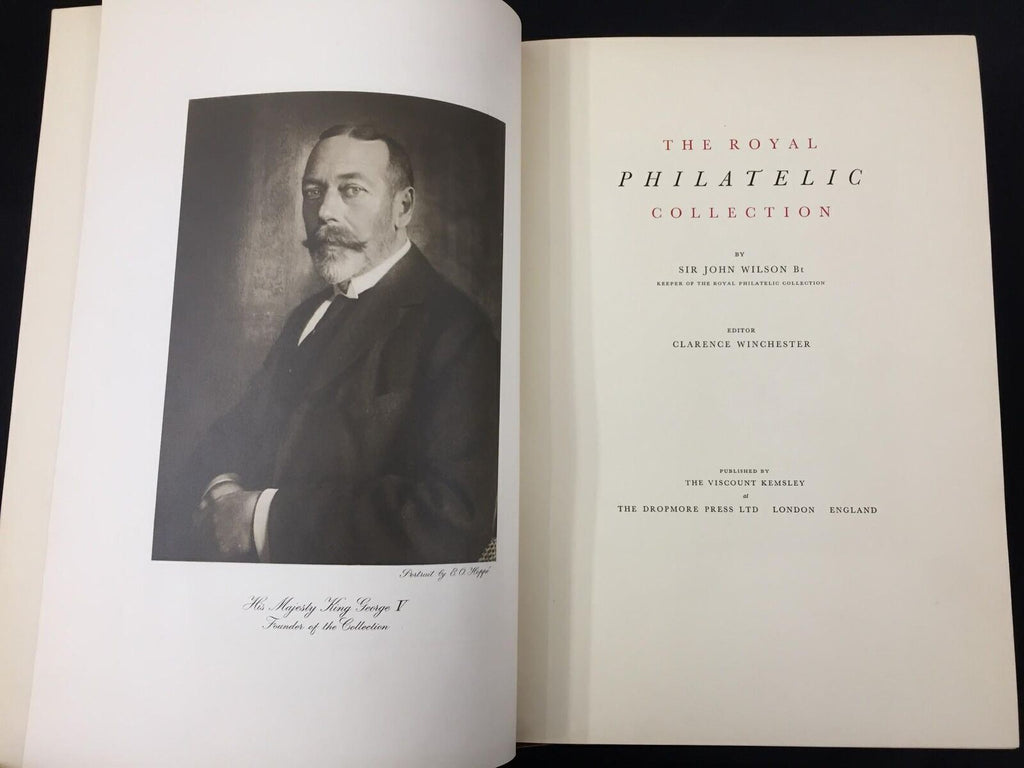 Portrait by E. O. Hoppé
His Majesty King George V
Founder of the Collection
THE ROYAL
PHILATELIC
COLLECTION
BY
SIR JOHN WILSON Bt
KEEPER OF THE ROYAL PHILATELIC COLLECTION
EDITOR
CLARENCE WINCHESTER
PUBLISHED BY
THE VISCOUNT KEMSLEY
at
THE DROPMORE PRESS LTD LONDON ENGLAND